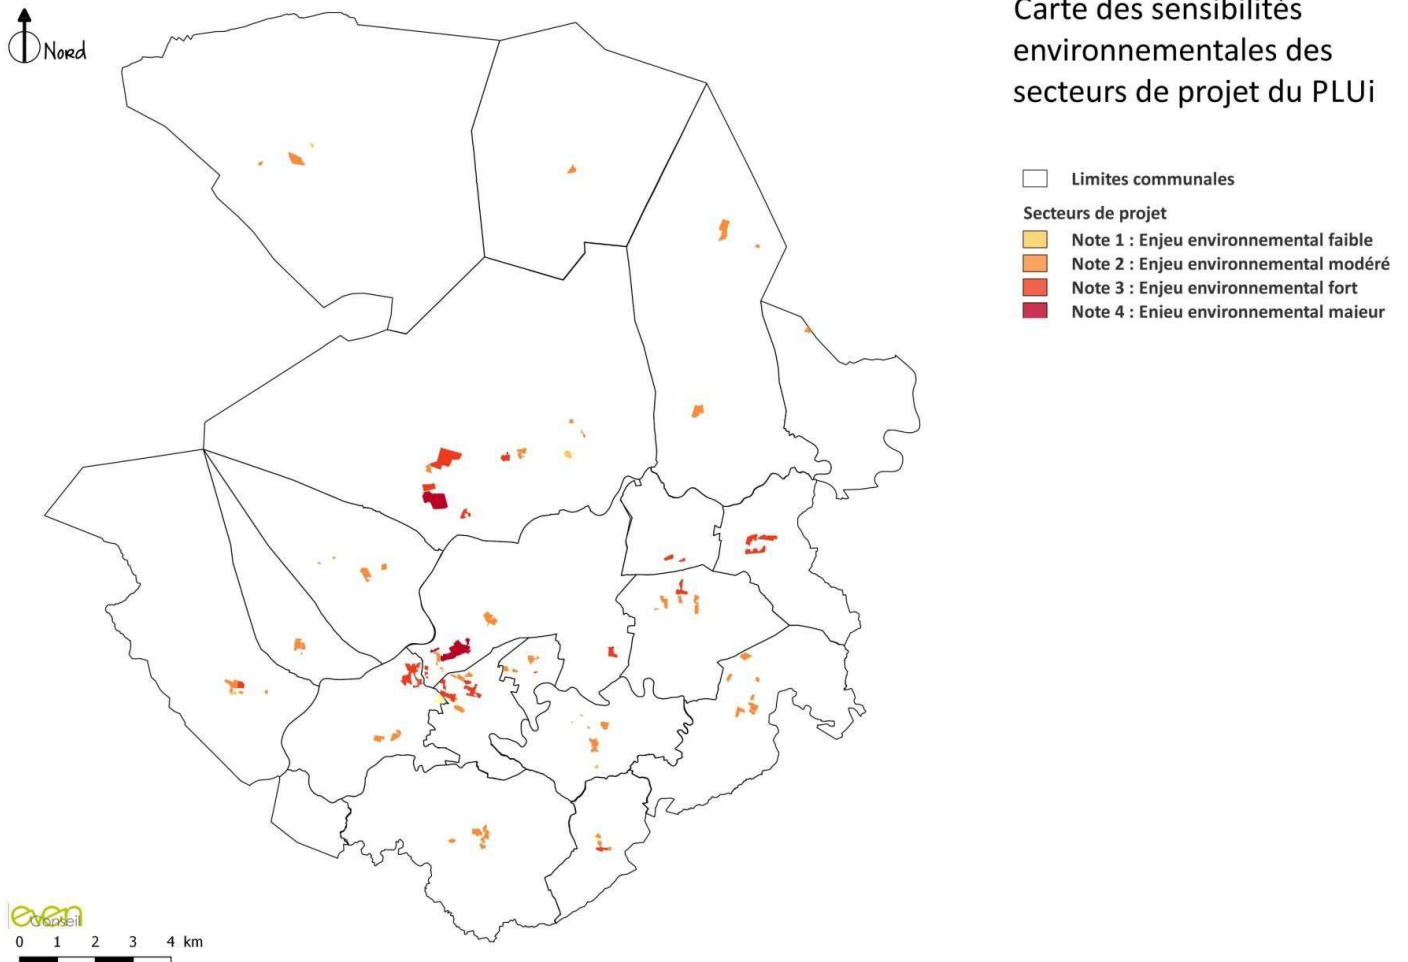 Carte des sensibilités
environnementales des
secteurs de projet du PLUi
Nord
Limites communales
Secteurs de projet
Note 1 : Enjeu environnemental faible
Note 2 : Enjeu environnemental modéré
Note 3 : Enjeu environnemental fort
Note 4 : Enjeu environnemental majeur
even
Conseil
0 1 2 3 4 km